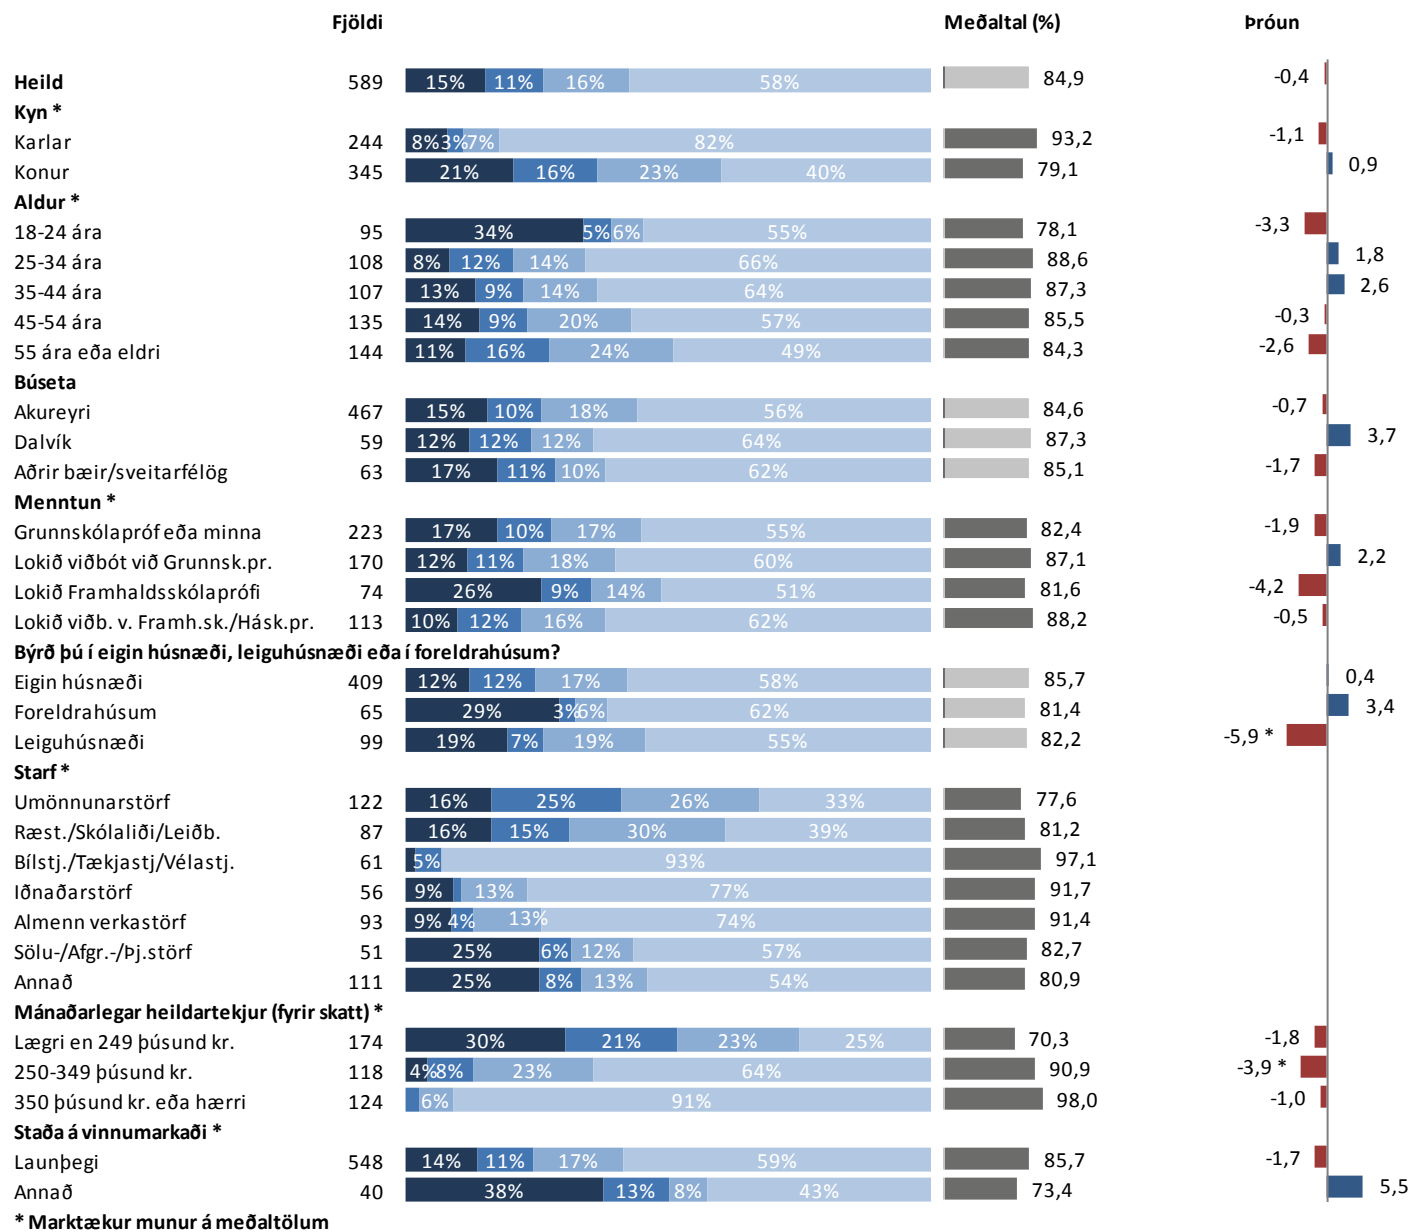 Fjöldi Meðaltal (%) Þróun
Heild 589 15% 11% 16% 58% 84,9 -0,4
Kyn *
Karlar 244 8% 3% 7% 82% 93,2 -1,1
Konur 345 21% 16% 23% 40% 79,1 0,9
Aldur *
18-24 ára 95 34% 5% 6% 55% 78,1 -3,3
25-34 ára 108 8% 12% 14% 66% 88,6 1,8
35-44 ára 107 13% 9% 14% 64% 87,3 2,6
45-54 ára 135 14% 9% 20% 57% 85,5 -0,3
55 ára eða eldri 144 11% 16% 24% 49% 84,3 -2,6
Búseta
Akureyri 467 15% 10% 18% 56% 84,6 -0,7
Dalvík 59 12% 12% 12% 64% 87,3 3,7
Aðrir bæir/sveitarfélög 63 17% 11% 10% 62% 85,1 -1,7
Menntun *
Grunnskólapróf eða minna 223 17% 10% 17% 55% 82,4 -1,9
Lokið viðbót við Grunnsk.pr. 170 12% 11% 18% 60% 87,1 2,2
Lokið Framhaldsskólaprófi 74 26% 9% 14% 51% 81,6 -4,2
Lokið viðb. v. Framh.sk./Hásk.pr. 113 10% 12% 16% 62% 88,2 -0,5
Býrð þú í eigin húsnæði, leiguhúsnæði eða í foreldrahúsum?
Eigin húsnæði 409 12% 12% 17% 58% 85,7 0,4
Foreldrahúsum 65 29% 3% 6% 62% 81,4 3,4
Leiguhúsnæði 99 19% 7% 19% 55% 82,2 -5,9 *
Starf *
Umönnunarstörf 122 16% 25% 26% 33% 77,6
Ræst./Skólaliði/Leiðb. 87 16% 15% 30% 39% 81,2
Bílstj./Tækjastj/Vélastj. 61 5% 93% 97,1
Iðnaðarstörf 56 9% 13% 77% 91,7
Almenn verkastörf 93 9% 4% 13% 74% 91,4
Sölu-/Afgr.-/Þj.störf 51 25% 6% 12% 57% 82,7
Annað 111 25% 8% 13% 54% 80,9
Mánaðarlegar heildartekjur (fyrir skatt) *
Lægri en 249 þúsund kr. 174 30% 21% 23% 25% 70,3 -1,8
250-349 þúsund kr. 118 4% 8% 23% 64% 90,9 -3,9 *
350 þúsund kr. eða hærri 124 6% 91% 98,0 -1,0
Staða á vinnumarkaði *
Launþegi 548 14% 11% 17% 59% 85,7 -1,7
Annað 40 38% 13% 8% 43% 73,4 5,5
* Marktækur munur á meðaltölum